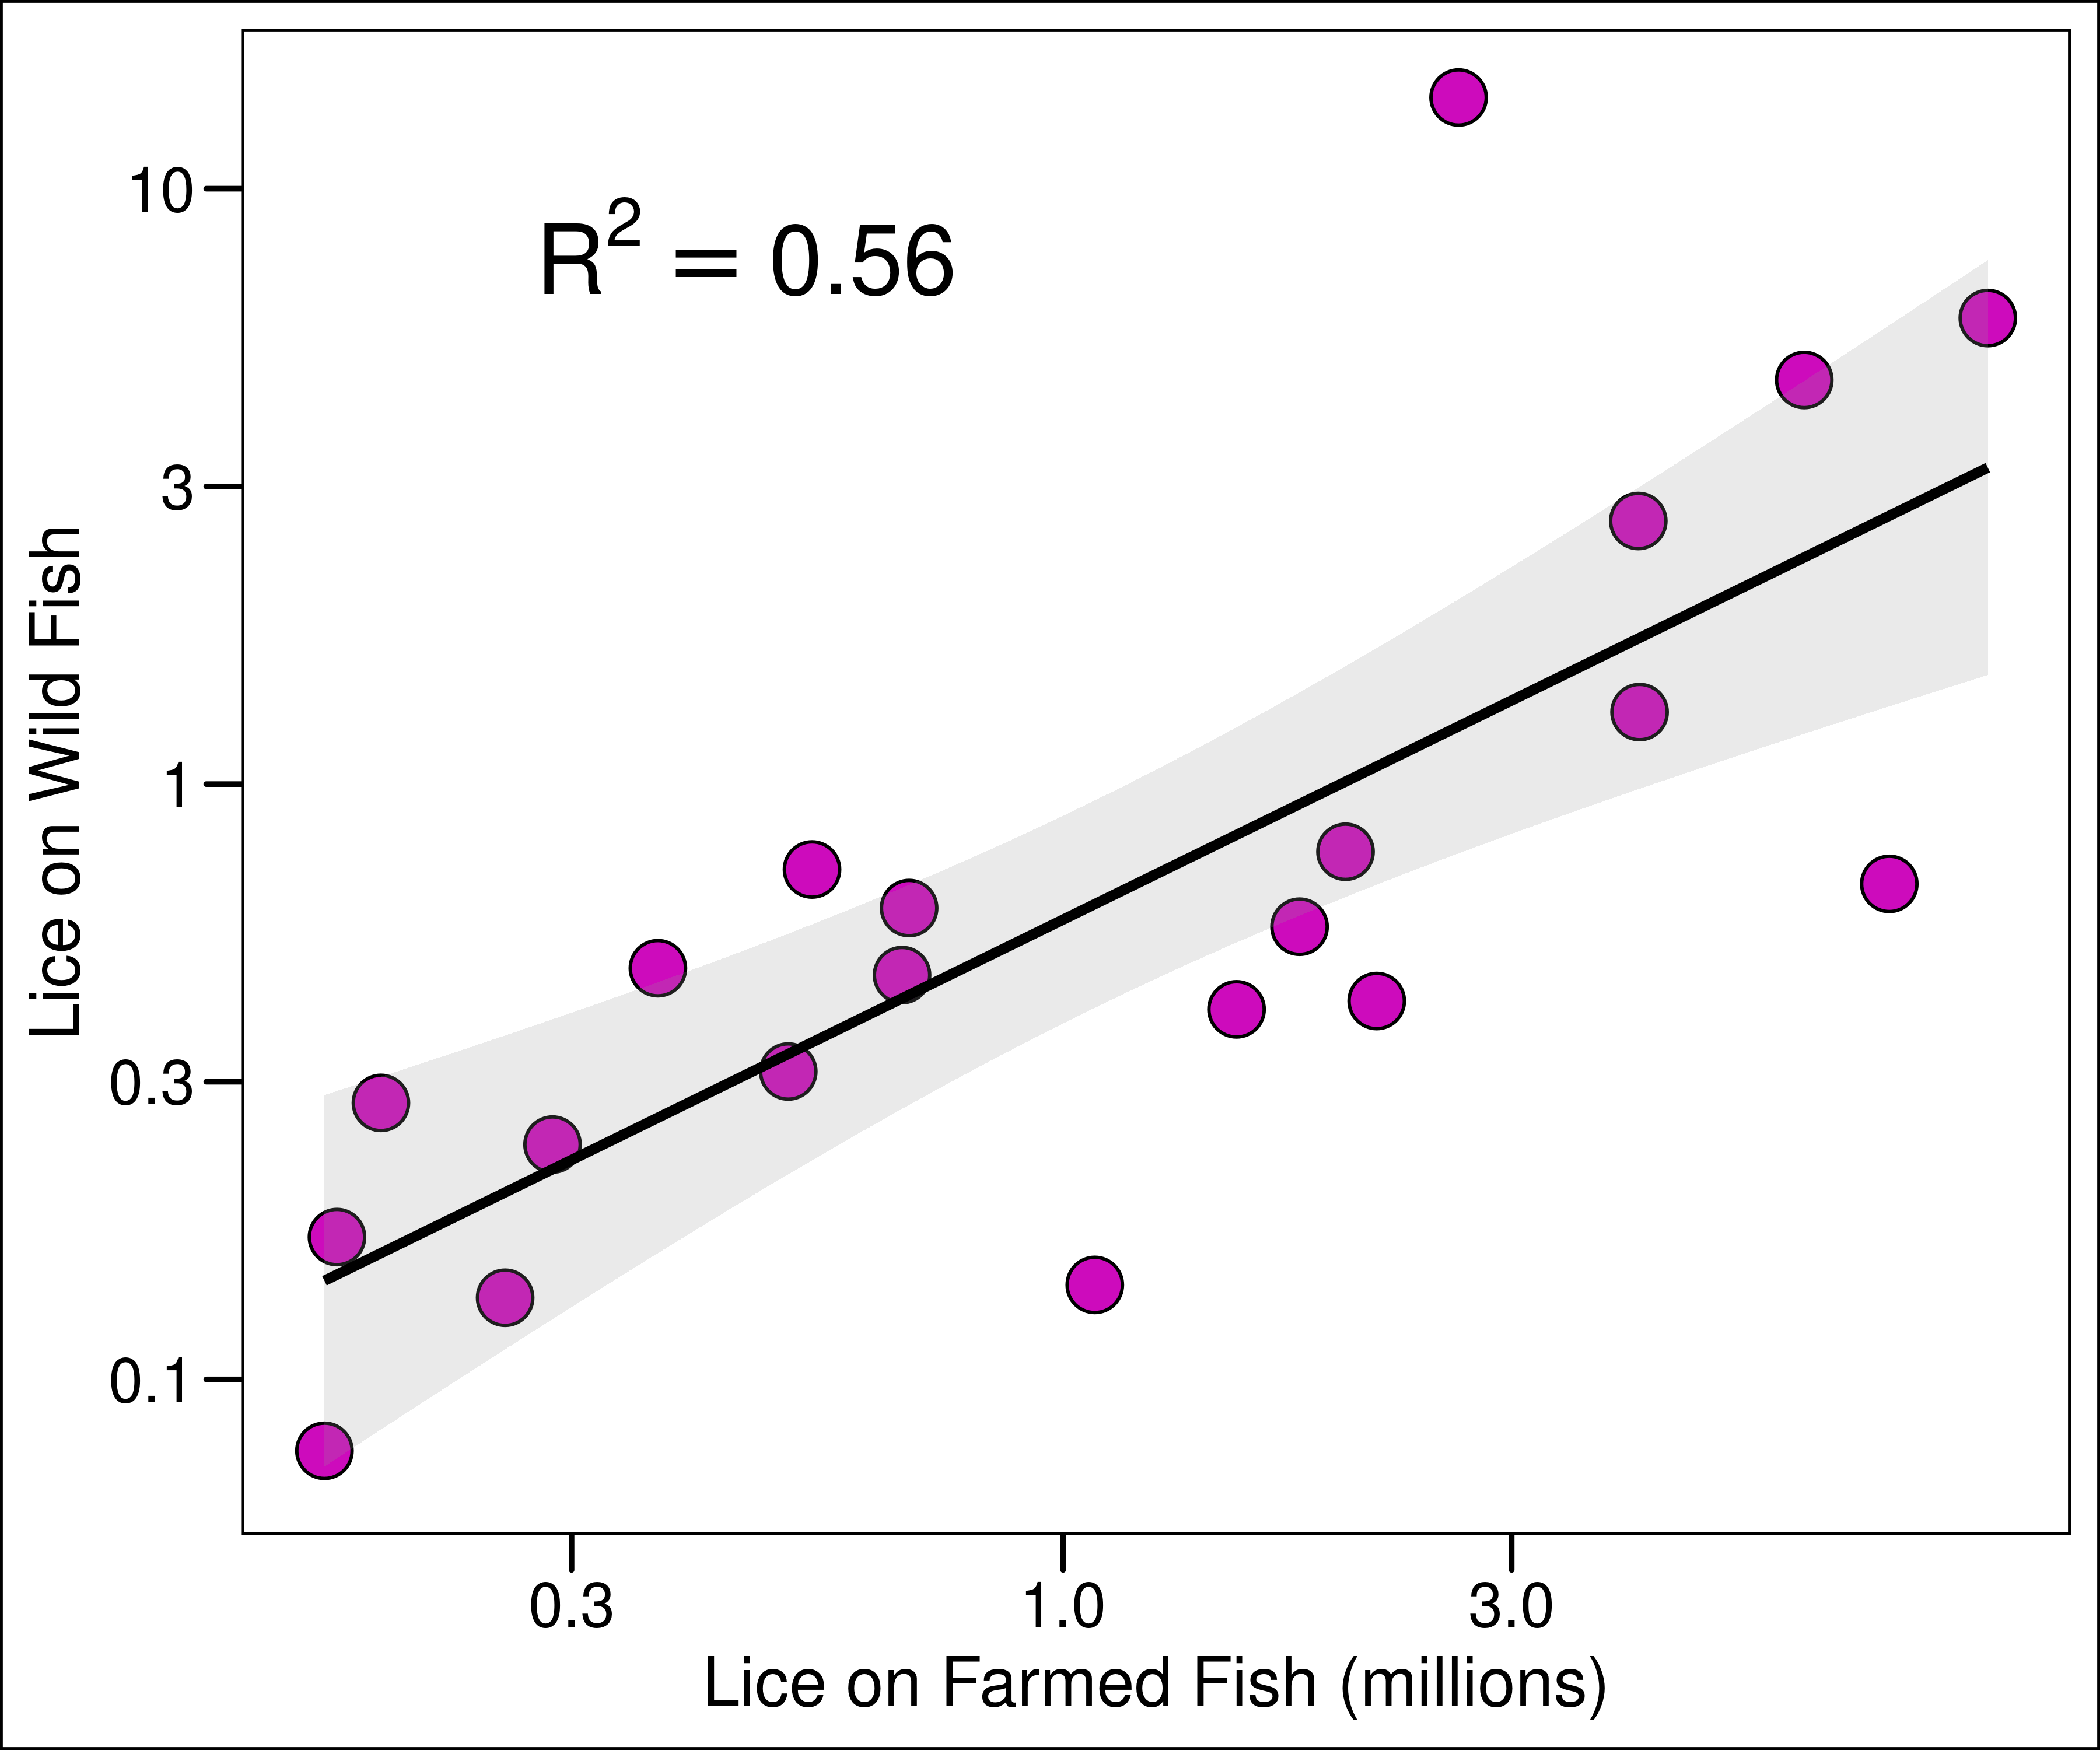 10
R² = 0.56
3
1
0.3
0.1
Lice on Wild Fish
0.3 1.0 3.0
Lice on Farmed Fish (millions)